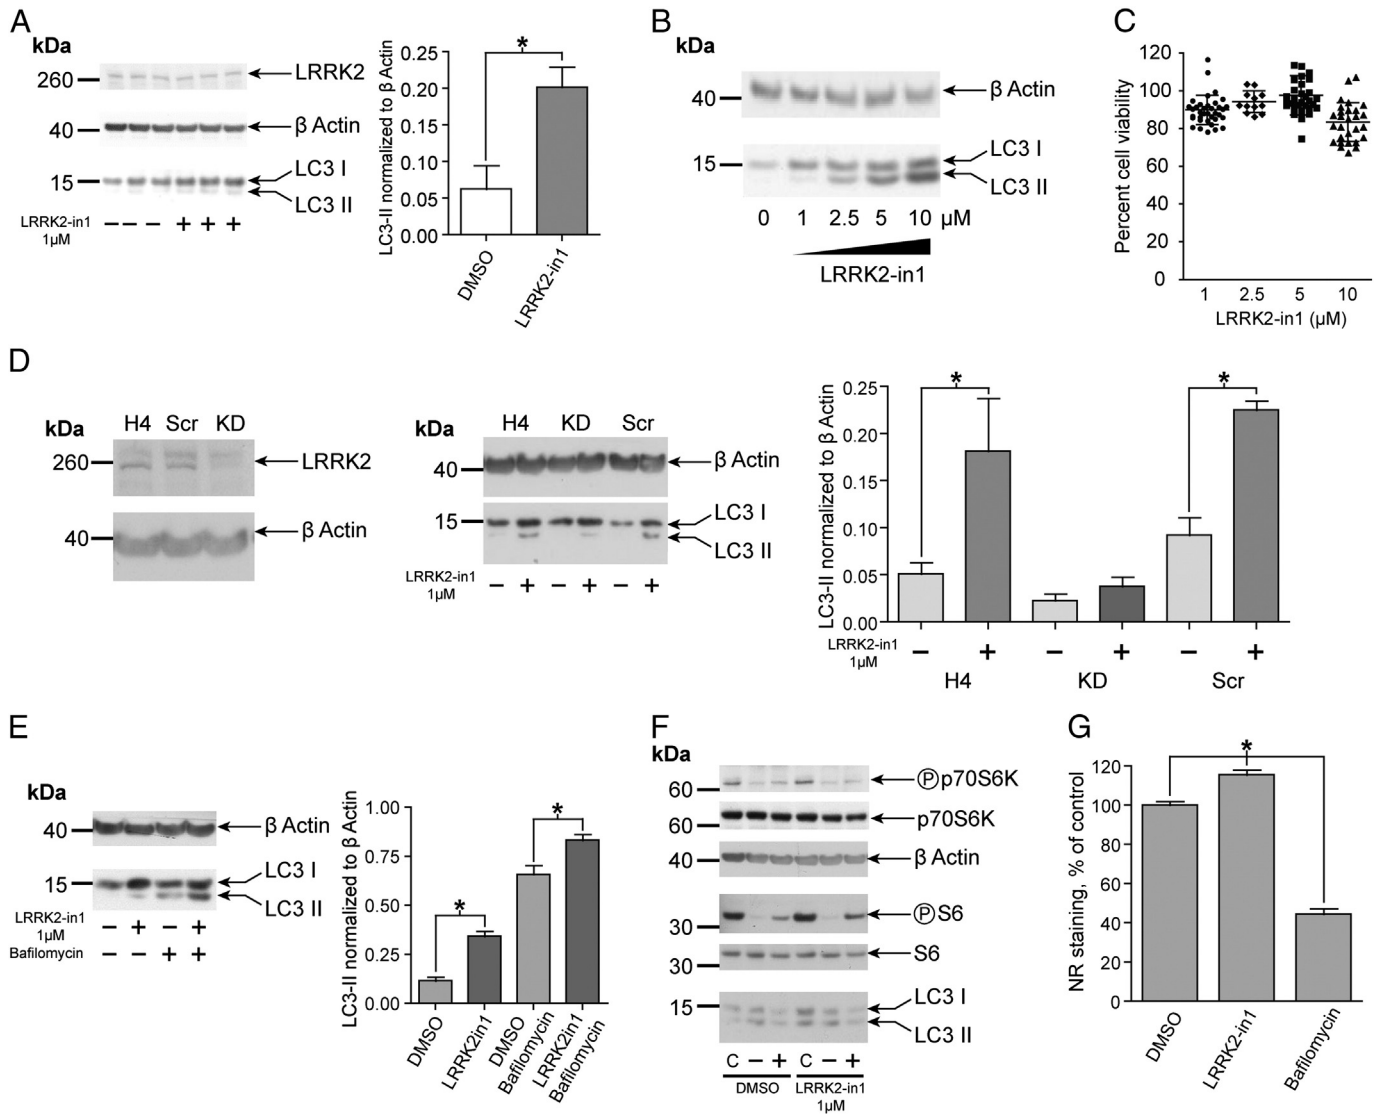 A
kDa
260
40
15
LRRK2
β Actin
LC3 I
LC3 II
LRRK2-in1
1µM
− − − + + +
LC3-II normalized to β Actin
0.25
0.20
0.15
0.10
0.05
0.00
*
DMSO
LRRK2-in1
B
kDa
40
15
β Actin
LC3 I
LC3 II
0 1 2.5 5 10 µM
LRRK2-in1
C
Percent cell viability
120
100
80
60
40
20
0
1 2.5 5 10
LRRK2-in1 (µM)
D
kDa
H4 Scr KD
260
40
LRRK2
β Actin
kDa
H4 KD Scr
40
15
β Actin
LC3 I
LC3 II
LRRK2-in1
1µM
− + − + − +
LC3-II normalized to β Actin
0.25
0.20
0.15
0.10
0.05
0.00
* *
LRRK2-in1
1µM
− + − + − +
H4 KD Scr
E
kDa
40
15
β Actin
LC3 I
LC3 II
LRRK2-in1
1µM
− + − +
Bafilomycin
− − + +
LC3-II normalized to β Actin
1.00
0.75
0.50
0.25
0.00
* *
DMSO
LRRK2in1
DMSO
Bafilomycin
LRRK2in1
Bafilomycin
F
kDa
60
60
40
30
30
15
Ⓟp70S6K
p70S6K
β Actin
ⓅS6
S6
LC3 I
LC3 II
C − + C − +
DMSO
LRRK2-in1
1µM
G
NR staining, % of control
120
100
80
60
40
20
0
*
DMSO
LRRK2-in1
Bafilomycin